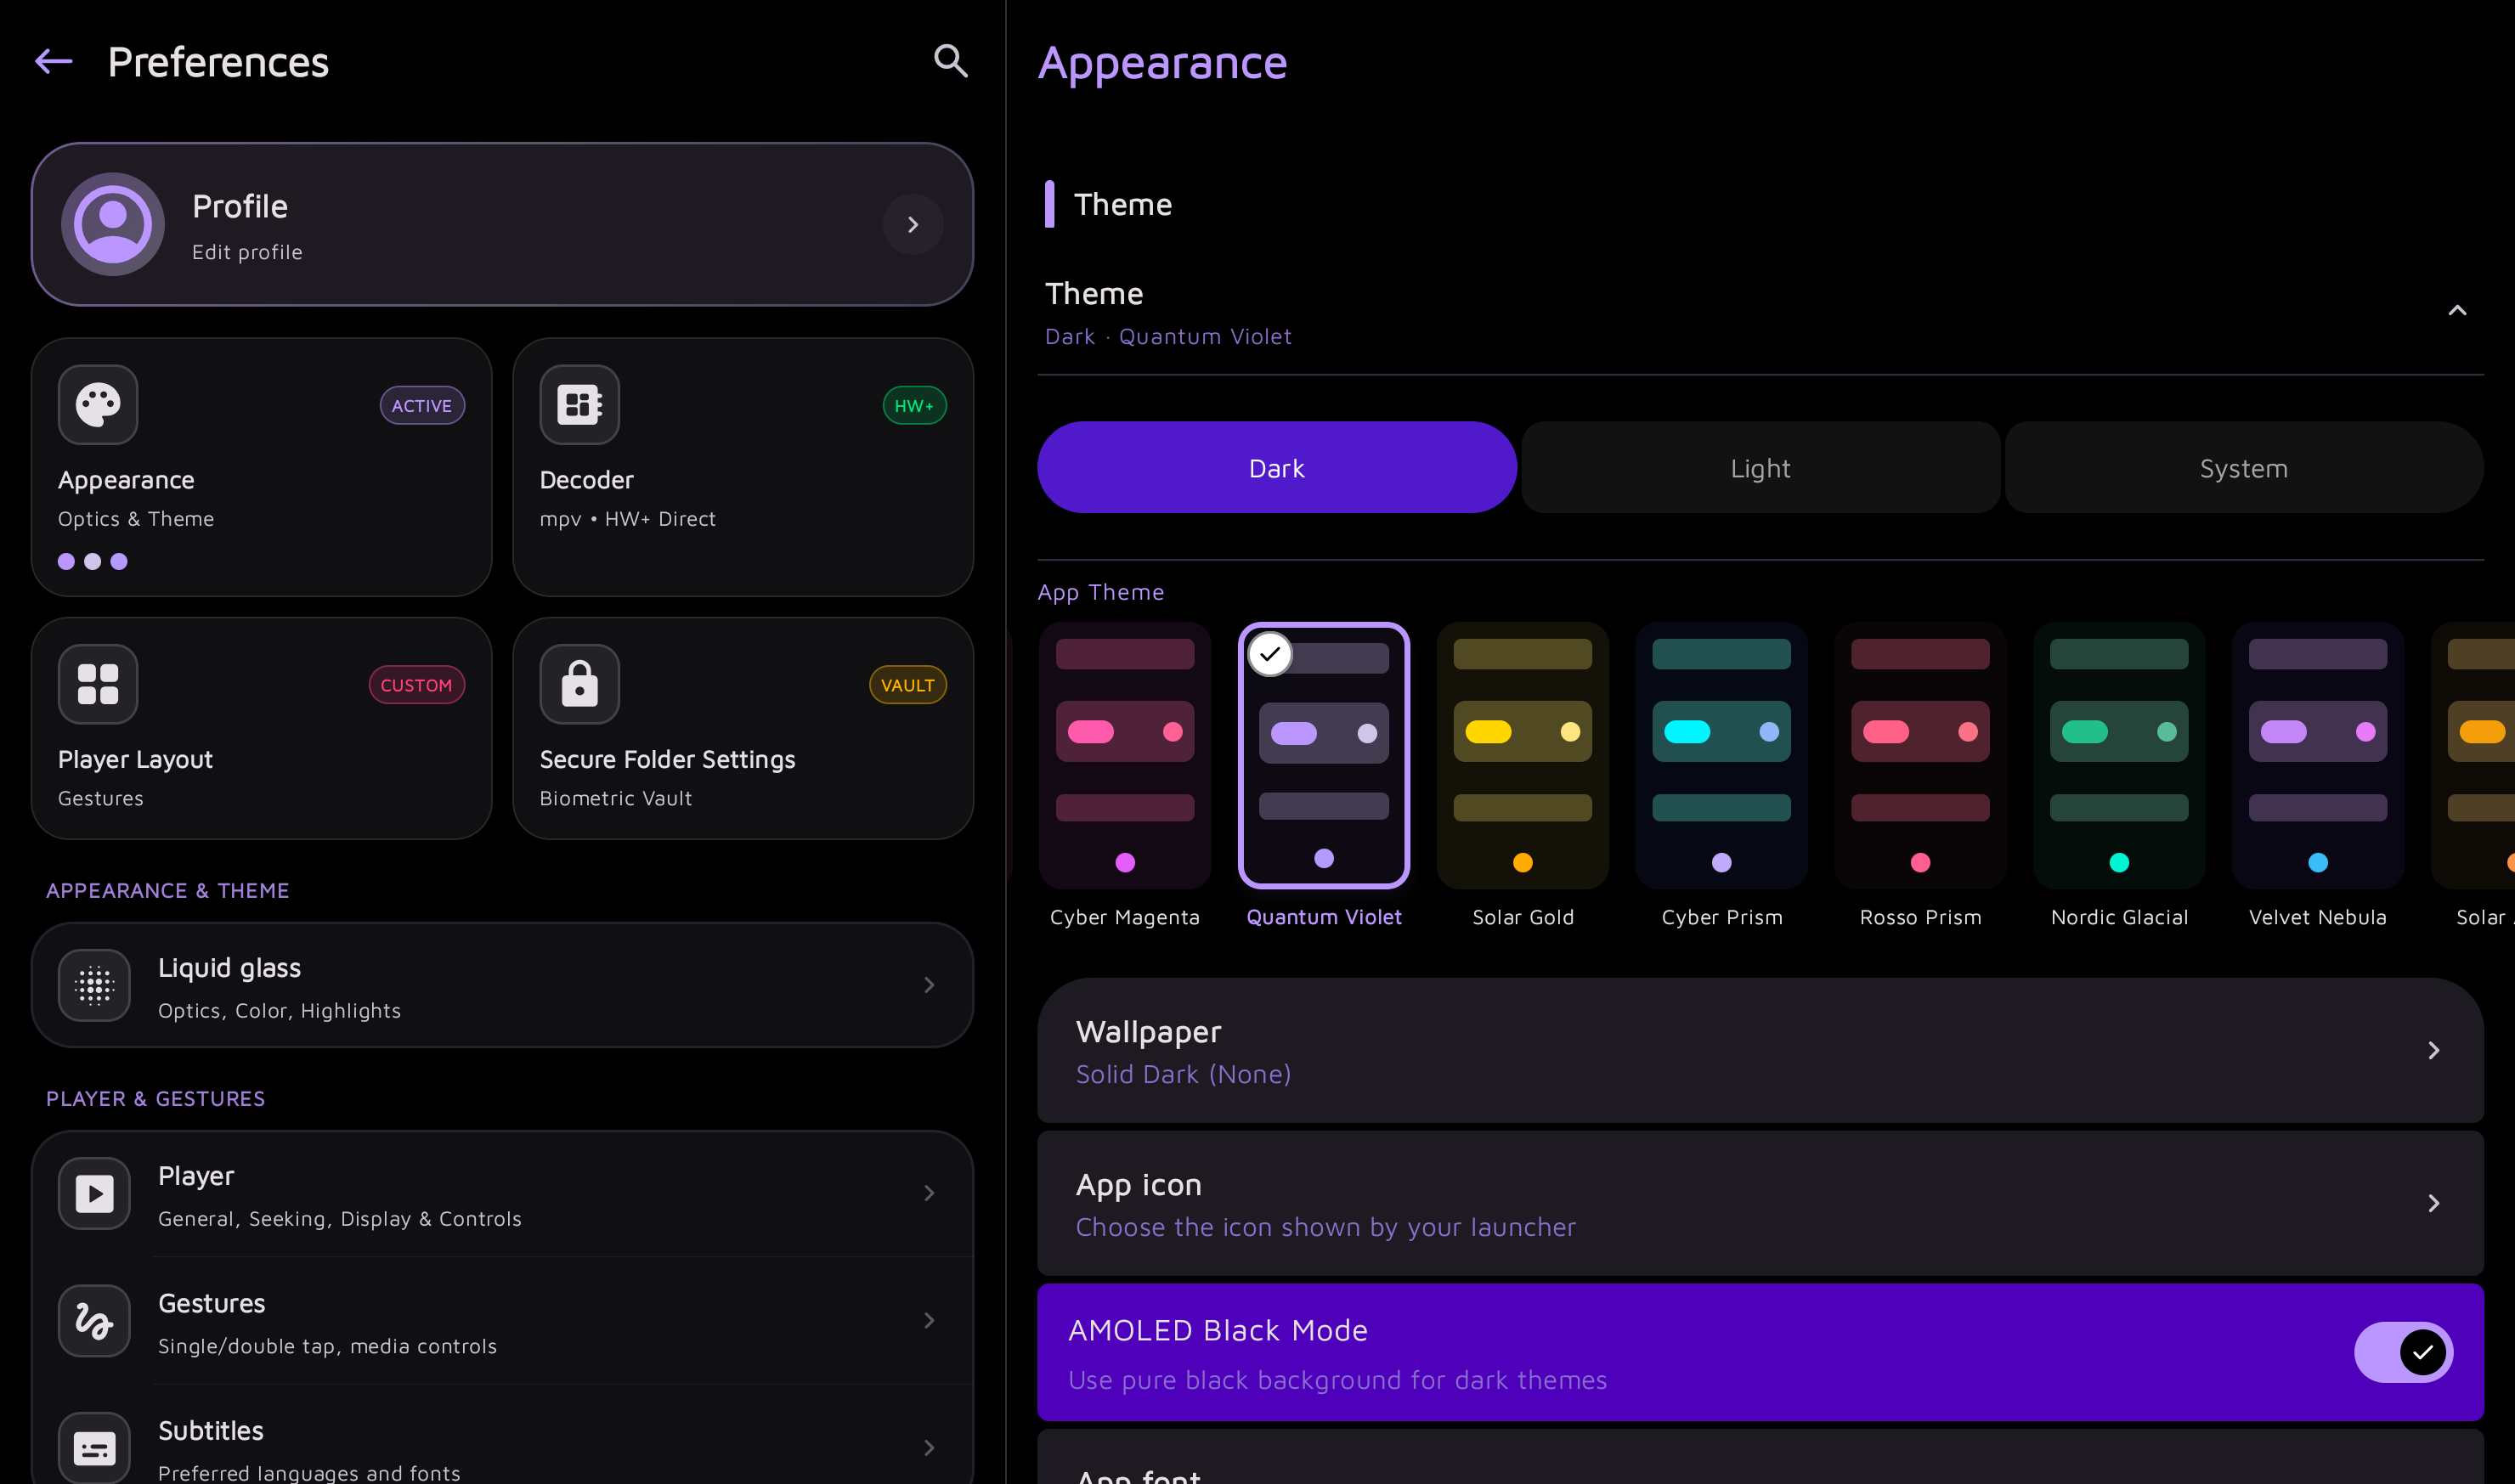 Preferences
Profile
Edit profile
ACTIVE
Appearance
Optics & Theme
HW+
Decoder
mpv • HW+ Direct
CUSTOM
Player Layout
Gestures
VAULT
Secure Folder Settings
Biometric Vault
APPEARANCE & THEME
Liquid glass
Optics, Color, Highlights
PLAYER & GESTURES
Player
General, Seeking, Display & Controls
Gestures
Single/double tap, media controls
Subtitles
Preferred languages and fonts
Appearance
Theme
Theme
Dark · Quantum Violet
Dark
Light
System
App Theme
Cyber Magenta
Quantum Violet
Solar Gold
Cyber Prism
Rosso Prism
Nordic Glacial
Velvet Nebula
Solar
Wallpaper
Solid Dark (None)
App icon
Choose the icon shown by your launcher
AMOLED Black Mode
Use pure black background for dark themes
App font